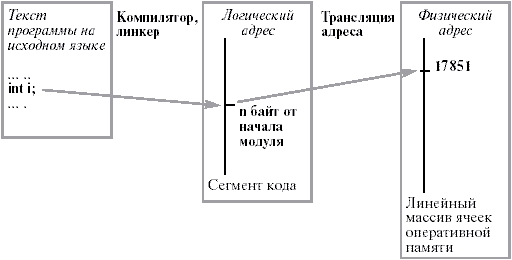 Текст
программы на
исходном языке
... ..
int i;
... .
Компилятор,
линкер
Логический
адрес
n байт от
начала
модуля
Сегмент кода
Трансляция
адреса
Физический
адрес
17851
Линейный
массив ячеек
оперативной
памяти